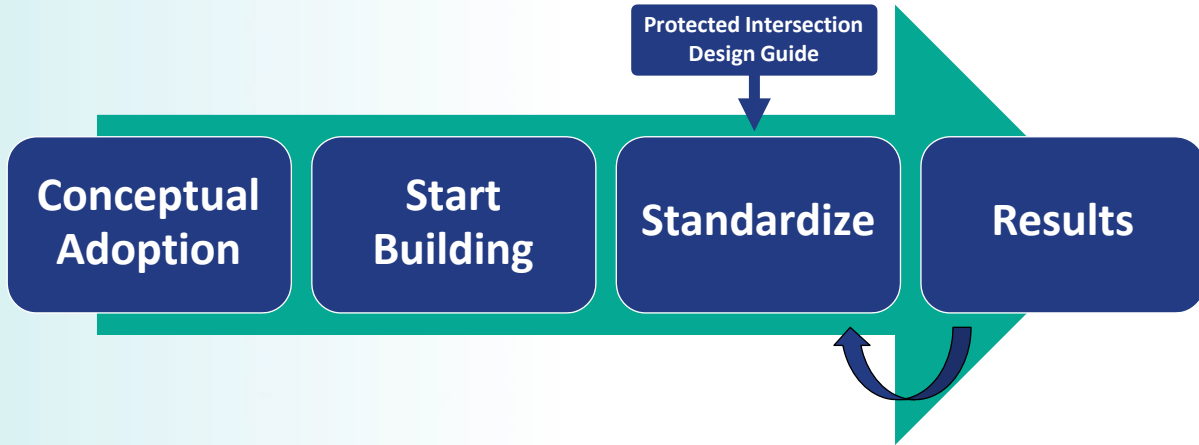 Protected Intersection
Design Guide
Conceptual
Adoption
Start
Building
Standardize
Results